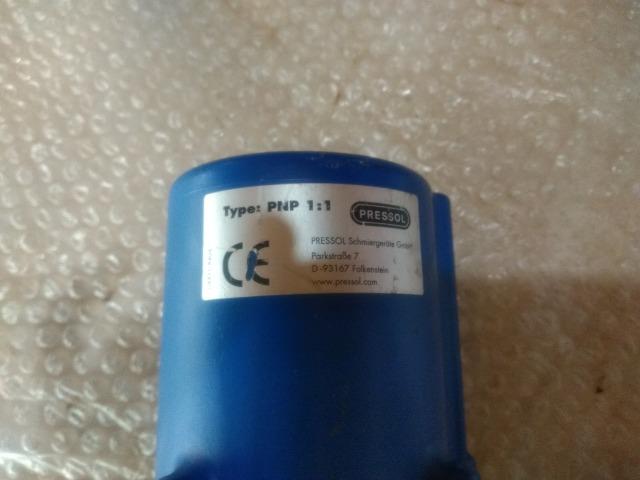 Type: PNP 1:1
PRESSOL
PRESSOL Schmiergeräte GmbH
Parkstraße 7
D-93167 Falkenstein
www.pressol.com
CE